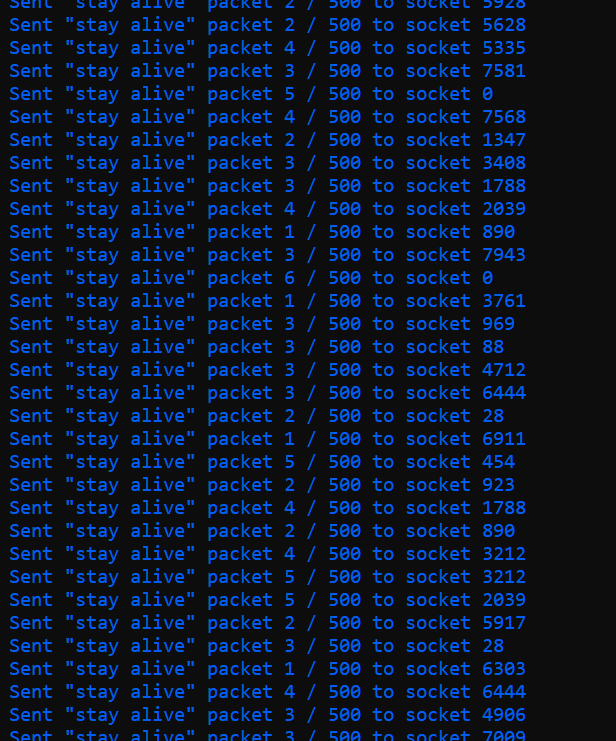 Sent "stay alive" packet 2 / 500 to socket 5928
Sent "stay alive" packet 2 / 500 to socket 5628
Sent "stay alive" packet 4 / 500 to socket 5335
Sent "stay alive" packet 3 / 500 to socket 7581
Sent "stay alive" packet 5 / 500 to socket 0
Sent "stay alive" packet 4 / 500 to socket 7568
Sent "stay alive" packet 2 / 500 to socket 1347
Sent "stay alive" packet 3 / 500 to socket 3408
Sent "stay alive" packet 3 / 500 to socket 1788
Sent "stay alive" packet 4 / 500 to socket 2039
Sent "stay alive" packet 1 / 500 to socket 890
Sent "stay alive" packet 3 / 500 to socket 7943
Sent "stay alive" packet 6 / 500 to socket 0
Sent "stay alive" packet 1 / 500 to socket 3761
Sent "stay alive" packet 3 / 500 to socket 969
Sent "stay alive" packet 3 / 500 to socket 88
Sent "stay alive" packet 3 / 500 to socket 4712
Sent "stay alive" packet 3 / 500 to socket 6444
Sent "stay alive" packet 2 / 500 to socket 28
Sent "stay alive" packet 1 / 500 to socket 6911
Sent "stay alive" packet 5 / 500 to socket 454
Sent "stay alive" packet 2 / 500 to socket 923
Sent "stay alive" packet 4 / 500 to socket 1788
Sent "stay alive" packet 2 / 500 to socket 890
Sent "stay alive" packet 4 / 500 to socket 3212
Sent "stay alive" packet 5 / 500 to socket 3212
Sent "stay alive" packet 5 / 500 to socket 2039
Sent "stay alive" packet 2 / 500 to socket 5917
Sent "stay alive" packet 3 / 500 to socket 28
Sent "stay alive" packet 1 / 500 to socket 6303
Sent "stay alive" packet 4 / 500 to socket 6444
Sent "stay alive" packet 3 / 500 to socket 4906
Sent "stay alive" packet 3 / 500 to socket 7009